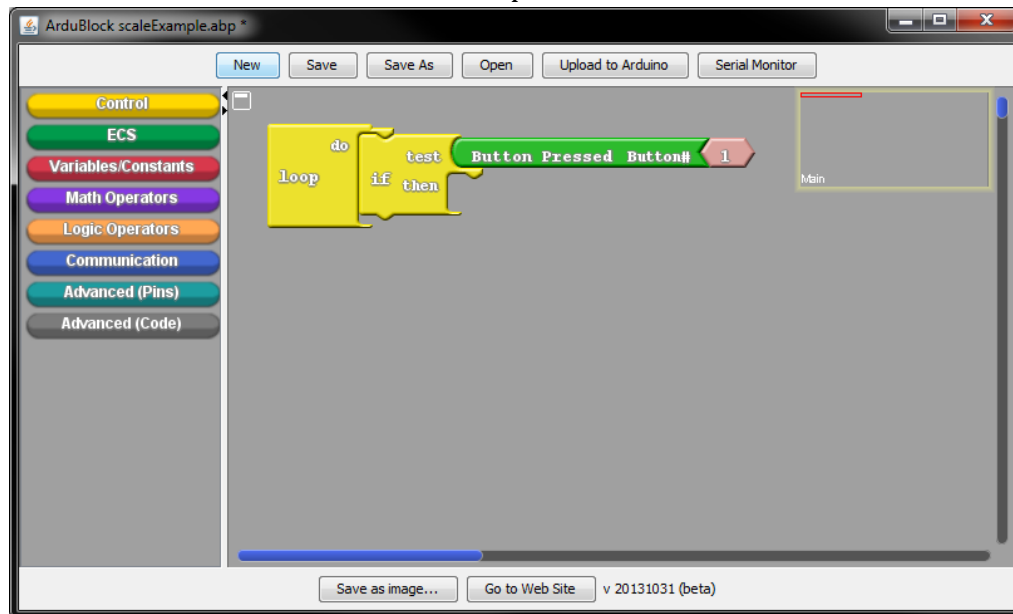 ArduBlock scaleExample.abp *
New Save Save As Open Upload to Arduino Serial Monitor
Control
ECS
Variables/Constants
Math Operators
Logic Operators
Communication
Advanced (Pins)
Advanced (Code)
loop do
if test Button Pressed Button# 1
then
Main
Save as image... Go to Web Site v 20131031 (beta)